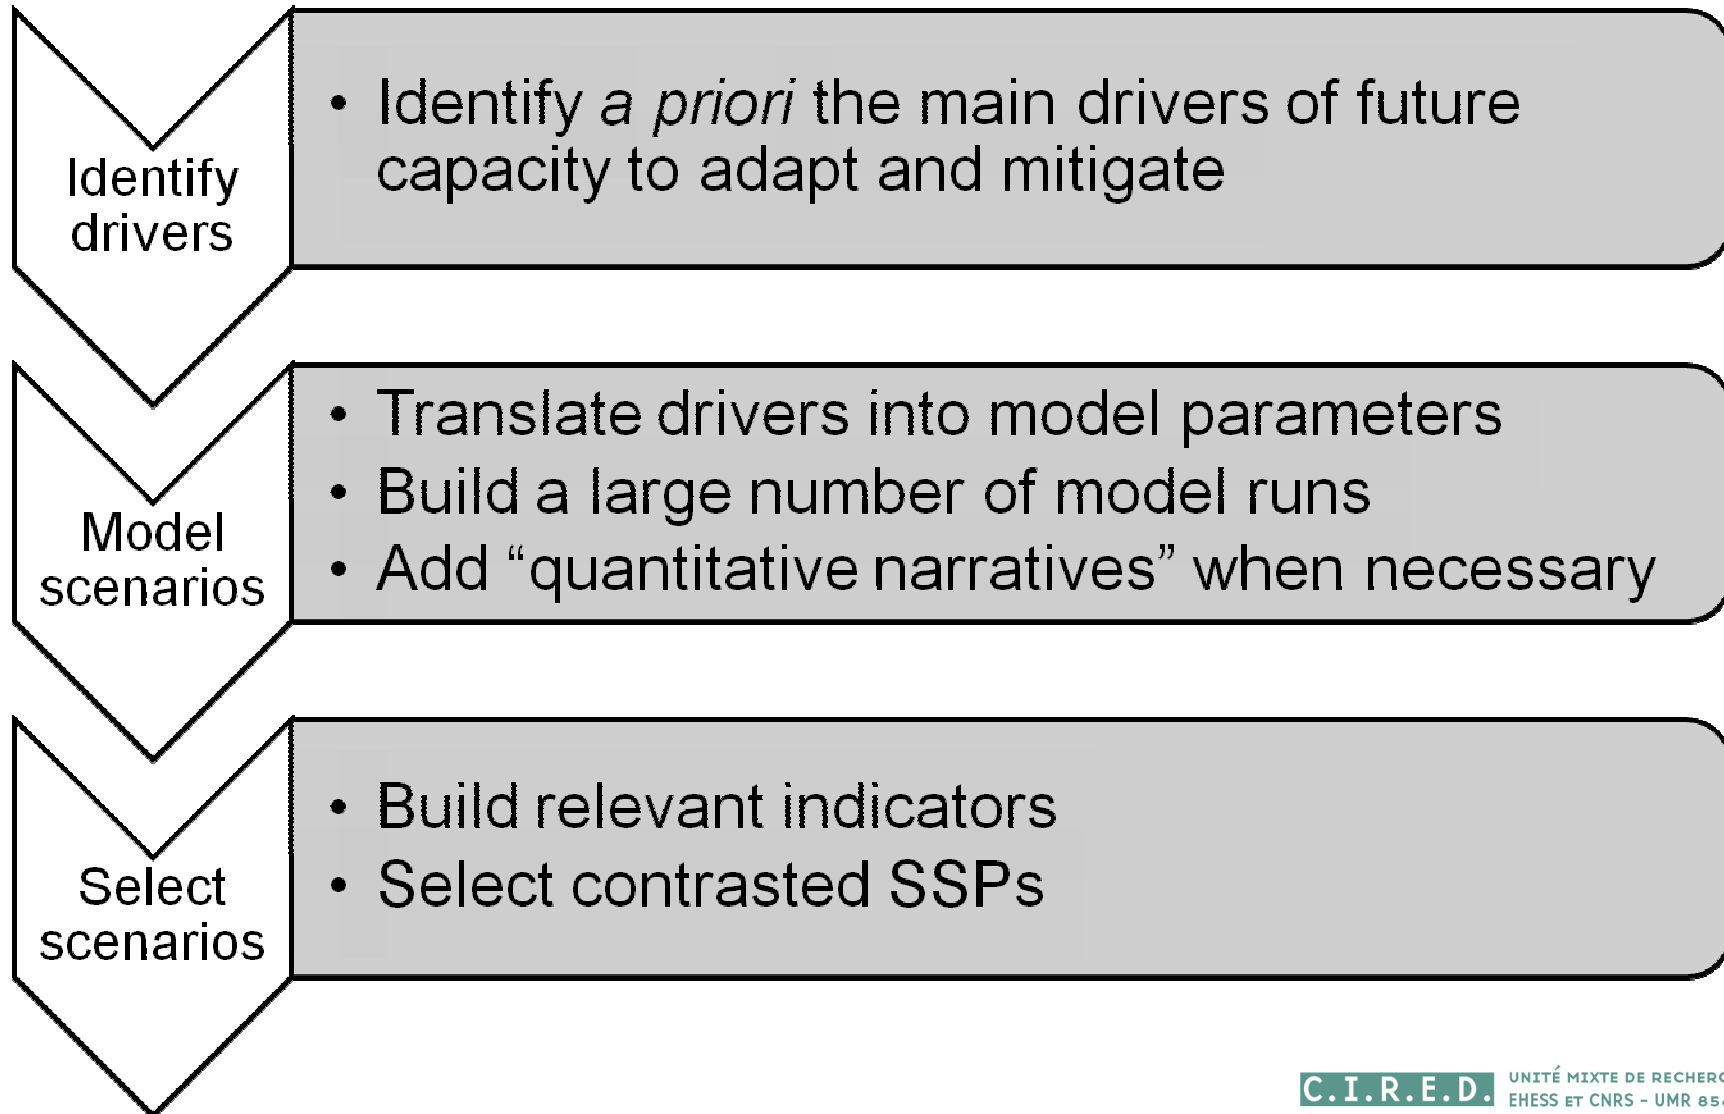 Identify
drivers
• Identify a priori the main drivers of future
capacity to adapt and mitigate
Model
scenarios
• Translate drivers into model parameters
• Build a large number of model runs
• Add “quantitative narratives” when necessary
Select
scenarios
• Build relevant indicators
• Select contrasted SSPs
C.I.R.E.D.
UNITÉ MIXTE DE
EHESS ET CNRS - UMR